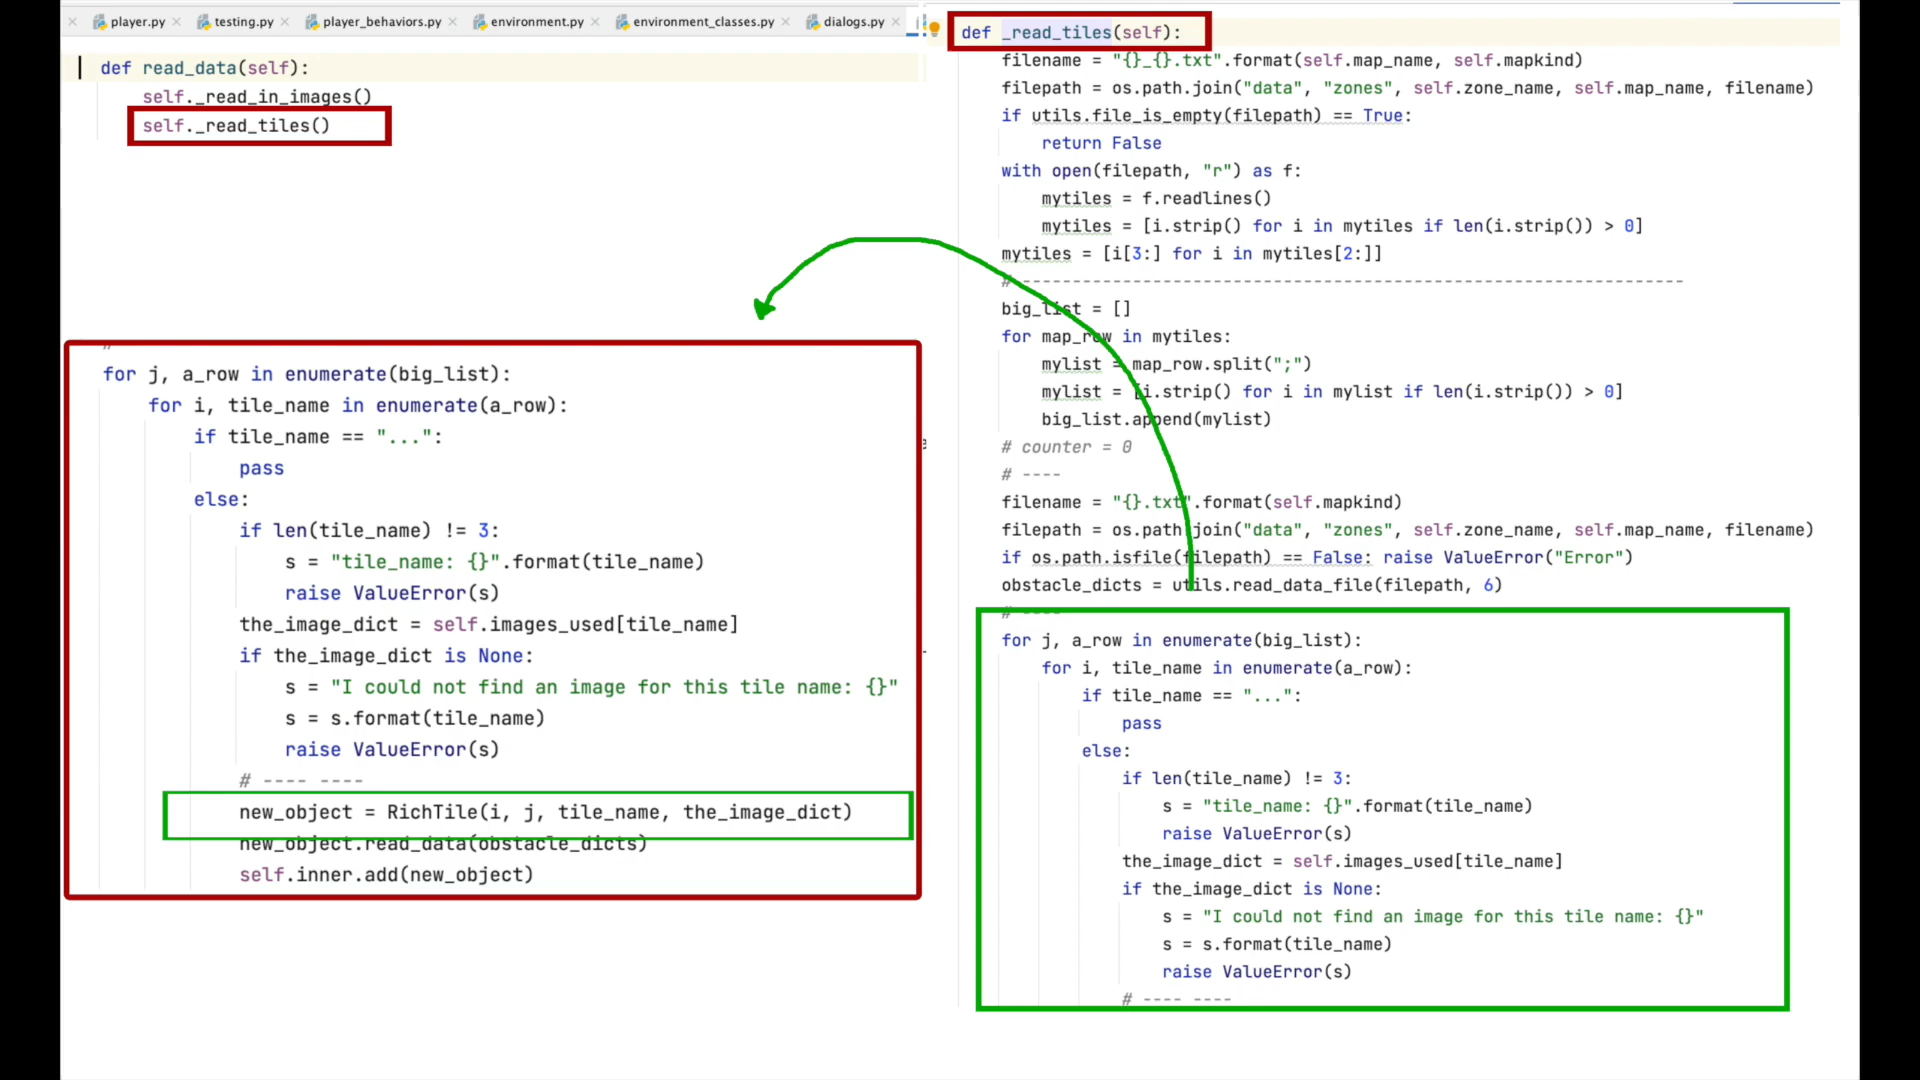 player.py testing.py player_behaviors.py environment.py environment_classes.py dialogs.py
def read_data(self):
self._read_in_images()
self._read_tiles()
for j, a_row in enumerate(big_list):
for i, tile_name in enumerate(a_row):
if tile_name == "...":
pass
else:
if len(tile_name) != 3:
s = "tile_name: {}".format(tile_name)
raise ValueError(s)
the_image_dict = self.images_used[tile_name]
if the_image_dict is None:
s = "I could not find an image for this tile name: {}"
s = s.format(tile_name)
raise ValueError(s)
# ---- ----
new_object = RichTile(i, j, tile_name, the_image_dict)
new_object.read_data(obstacle_dicts)
self.inner.add(new_object)
def _read_tiles(self):
filename = "{}_{}.txt".format(self.map_name, self.mapkind)
filepath = os.path.join("data", "zones", self.zone_name, self.map_name, filename)
if utils.file_is_empty(filepath) == True:
return False
with open(filepath, "r") as f:
mytiles = f.readlines()
mytiles = [i.strip() for i in mytiles if len(i.strip()) > 0]
mytiles = [i[3:] for i in mytiles[2:]]
# ------------------------------------------------------------------
big_list = []
for map_row in mytiles:
mylist = map_row.split(";")
mylist = [i.strip() for i in mylist if len(i.strip()) > 0]
big_list.append(mylist)
# counter = 0
# ----
filename = "{}.txt".format(self.mapkind)
filepath = os.path.join("data", "zones", self.zone_name, self.map_name, filename)
if os.path.isfile(filepath) == False: raise ValueError("Error")
obstacle_dicts = utils.read_data_file(filepath, 6)
# ----
for j, a_row in enumerate(big_list):
for i, tile_name in enumerate(a_row):
if tile_name == "...":
pass
else:
if len(tile_name) != 3:
s = "tile_name: {}".format(tile_name)
raise ValueError(s)
the_image_dict = self.images_used[tile_name]
if the_image_dict is None:
s = "I could not find an image for this tile name: {}"
s = s.format(tile_name)
raise ValueError(s)
# ---- ----